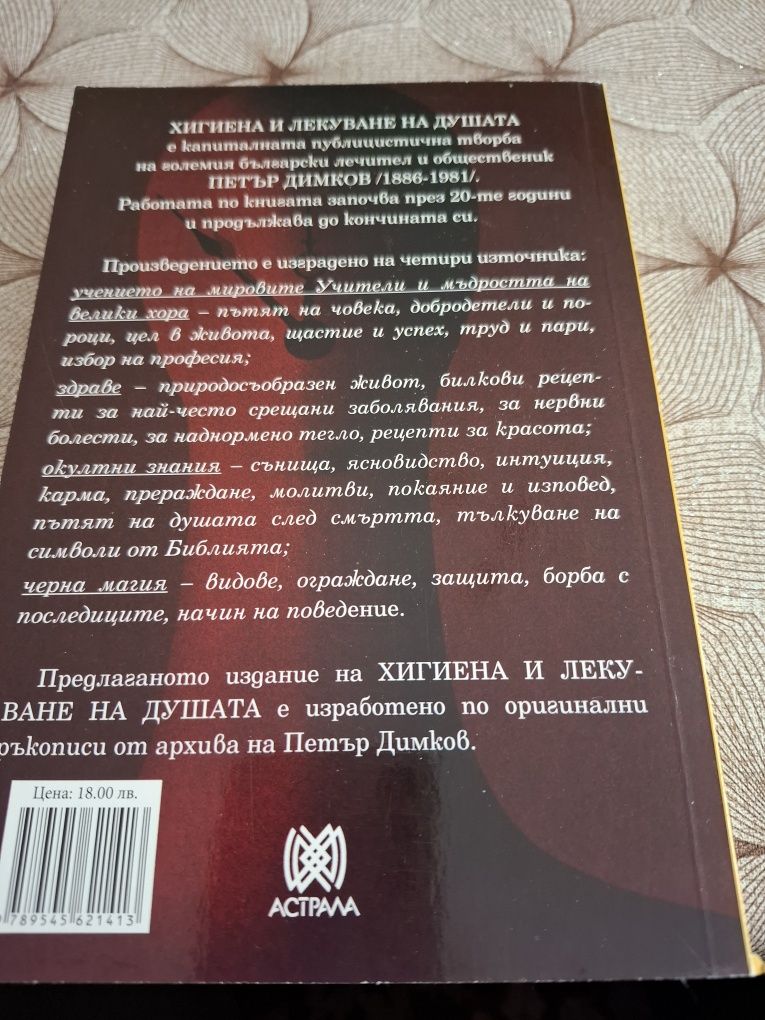 ХИГИЕНА И ЛЕКУВАНЕ НА ДУШАТА
е капиталната публицистична творба
на големия български лечител и общественик
ПЕТЪР ДИМКОВ /1886-1981/.
Работата по книгата започва през 20-те години
и продължава до кончината си.
Произведението е изградено на четири източника:
учението на мировите Учители и мъдростта на
велики хора – пътят на човека, добродетели и по-
роци, цел в живота, щастие и успех, труд и пари,
избор на професия;
здраве – природосъобразен живот, билкови рецеп-
ти за най-често срещани заболявания, за нервни
болести, за наднормено тегло, рецепти за красота;
окултни знания – сънища, ясновидство, интуиция,
карма, прераждане, молитви, покаяние и изповед,
пътят на душата след смъртта, тълкуване на
символи от Библията;
черна магия – видове, ограждане, защита, борба с
последиците, начин на поведение.
Предлаганото издание на ХИГИЕНА И ЛЕКУ-
ВАНЕ НА ДУШАТА е изработено по оригинални
ръкописи от архива на Петър Димков.
Цена: 18.00 лв.
789545 621413
АСТРАЛА